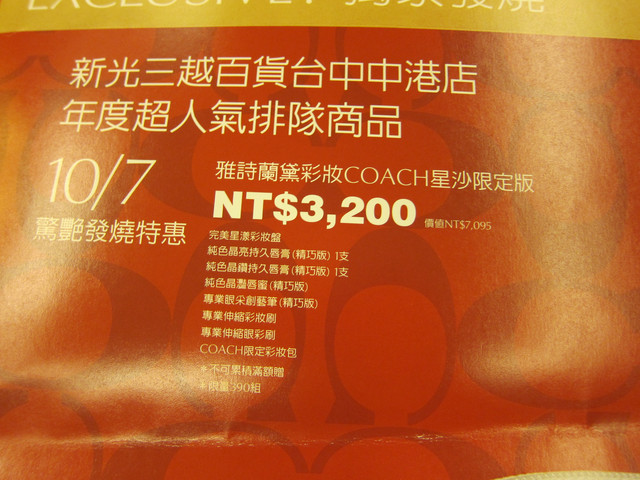 EXCLUSIVELY 獨家發燒
新光三越百貨台中中港店
年度超人氣排隊商品
10/7
驚艷發燒特惠
雅詩蘭黛彩妝COACH星沙限定版
NT$3,200 價值NT$7,095
完美星漾彩妝盤
純色晶亮持久唇膏(精巧版) 1支
純色晶鑽持久唇膏(精巧版) 1支
純色晶灩唇蜜(精巧版)
專業眼采創藝筆(精巧版)
專業伸縮彩妝刷
專業伸縮眼彩刷
COACH限定彩妝包
*不可累積滿額贈
*限量390組